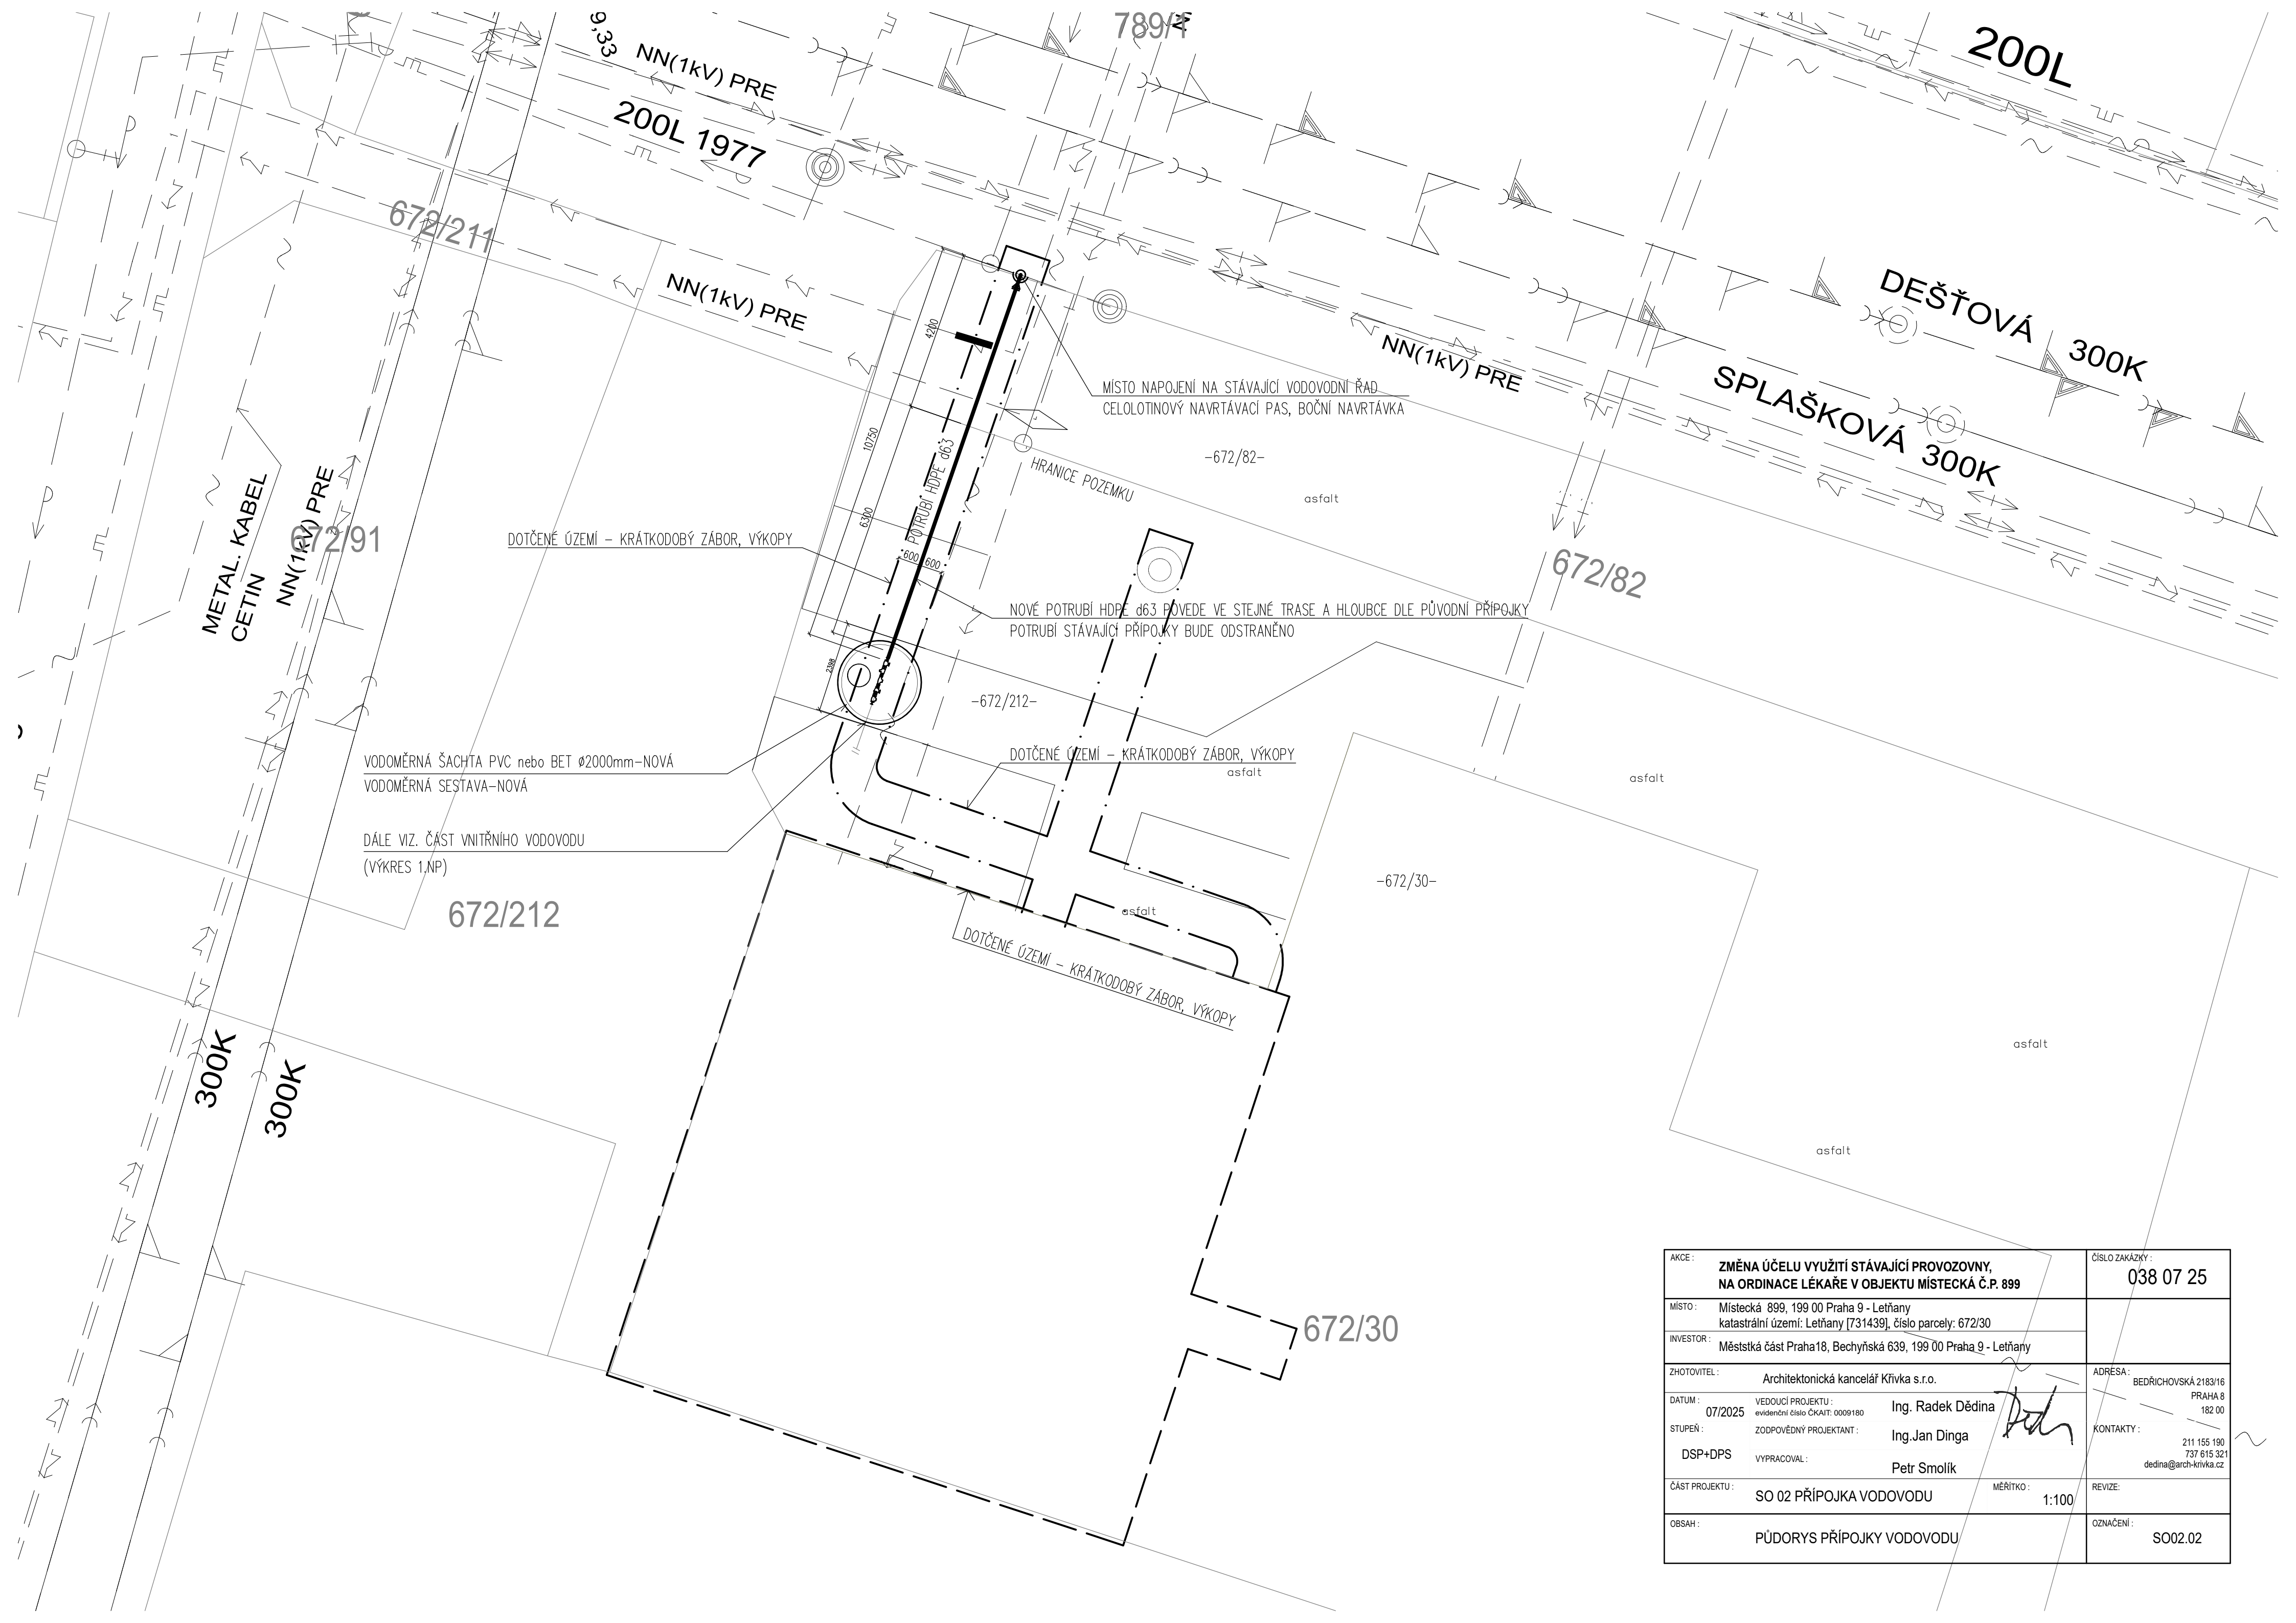 789/1
9,33
NN(1kV) PRE
200L 1977
200L
672/211
NN(1kV) PRE
NN(1kV) PRE
DEŠŤOVÁ 300K
SPLAŠKOVÁ 300K
4200
10750
6300
600 600
2398
POTRUBÍ HDPE d63
MÍSTO NAPOJENÍ NA STÁVAJÍCÍ VODOVODNÍ ŘAD
CELOLOTINOVÝ NAVRTÁVACÍ PAS, BOČNÍ NAVRTÁVKA
-672/82-
HRANICE POZEMKU
asfalt
METAL. KABEL
CETIN
NN(1kV) PRE
672/91
DOTČENÉ ÚZEMÍ - KRÁTKODOBÝ ZÁBOR, VÝKOPY
672/82
NOVÉ POTRUBÍ HDPE d63 POVEDE VE STEJNÉ TRASE A HLOUBCE DLE PŮVODNÍ PŘÍPOJKY
POTRUBÍ STÁVAJÍCÍ PŘÍPOJKY BUDE ODSTRANĚNO
-672/212-
DOTČENÉ ÚZEMÍ - KRÁTKODOBÝ ZÁBOR, VÝKOPY
asfalt
asfalt
VODOMĚRNÁ ŠACHTA PVC nebo BET ø2000mm-NOVÁ
VODOMĚRNÁ SESTAVA-NOVÁ
DÁLE VIZ. ČÁST VNITŘNÍHO VODOVODU
(VÝKRES 1.NP)
672/212
-672/30-
asfalt
DOTČENÉ ÚZEMÍ - KRÁTKODOBÝ ZÁBOR, VÝKOPY
300K
300K
asfalt
asfalt
672/30
AKCE :
ZMĚNA ÚČELU VYUŽITÍ STÁVAJÍCÍ PROVOZOVNY,
NA ORDINACE LÉKAŘE V OBJEKTU MÍSTECKÁ Č.P. 899
ČÍSLO ZAKÁZKY :
038 07 25
MÍSTO :
Místecká 899, 199 00 Praha 9 - Letňany
katastrální území: Letňany [731439], číslo parcely: 672/30
INVESTOR :
Měststká část Praha18, Bechyňská 639, 199 00 Praha 9 - Letňany
ZHOTOVITEL :
Architektonická kancelář Křivka s.r.o.
ADRESA :
BEDŘICHOVSKÁ 2183/16
PRAHA 8
182 00
DATUM :
07/2025
VEDOUCÍ PROJEKTU :
evidenční číslo ČKAIT: 0009180
Ing. Radek Dědina
STUPEŇ :
DSP+DPS
ZODPOVĚDNÝ PROJEKTANT :
Ing.Jan Dinga
KONTAKTY :
211 155 190
737 615 321
dedina@arch-krivka.cz
VYPRACOVAL :
Petr Smolík
ČÁST PROJEKTU :
SO 02 PŘÍPOJKA VODOVODU
MĚŘÍTKO :
1:100
REVIZE:
OBSAH :
PŮDORYS PŘÍPOJKY VODOVODU
OZNAČENÍ :
SO02.02